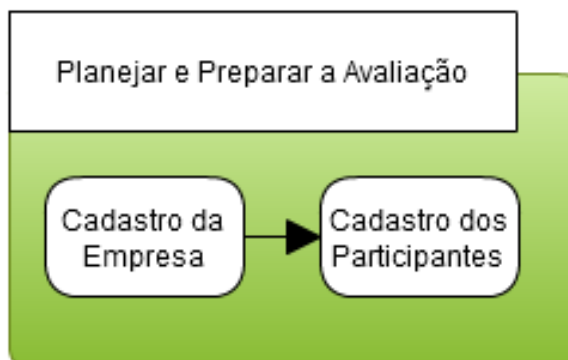 Planejar e Preparar a Avaliação
Cadastro da
Empresa
Cadastro dos
Participantes